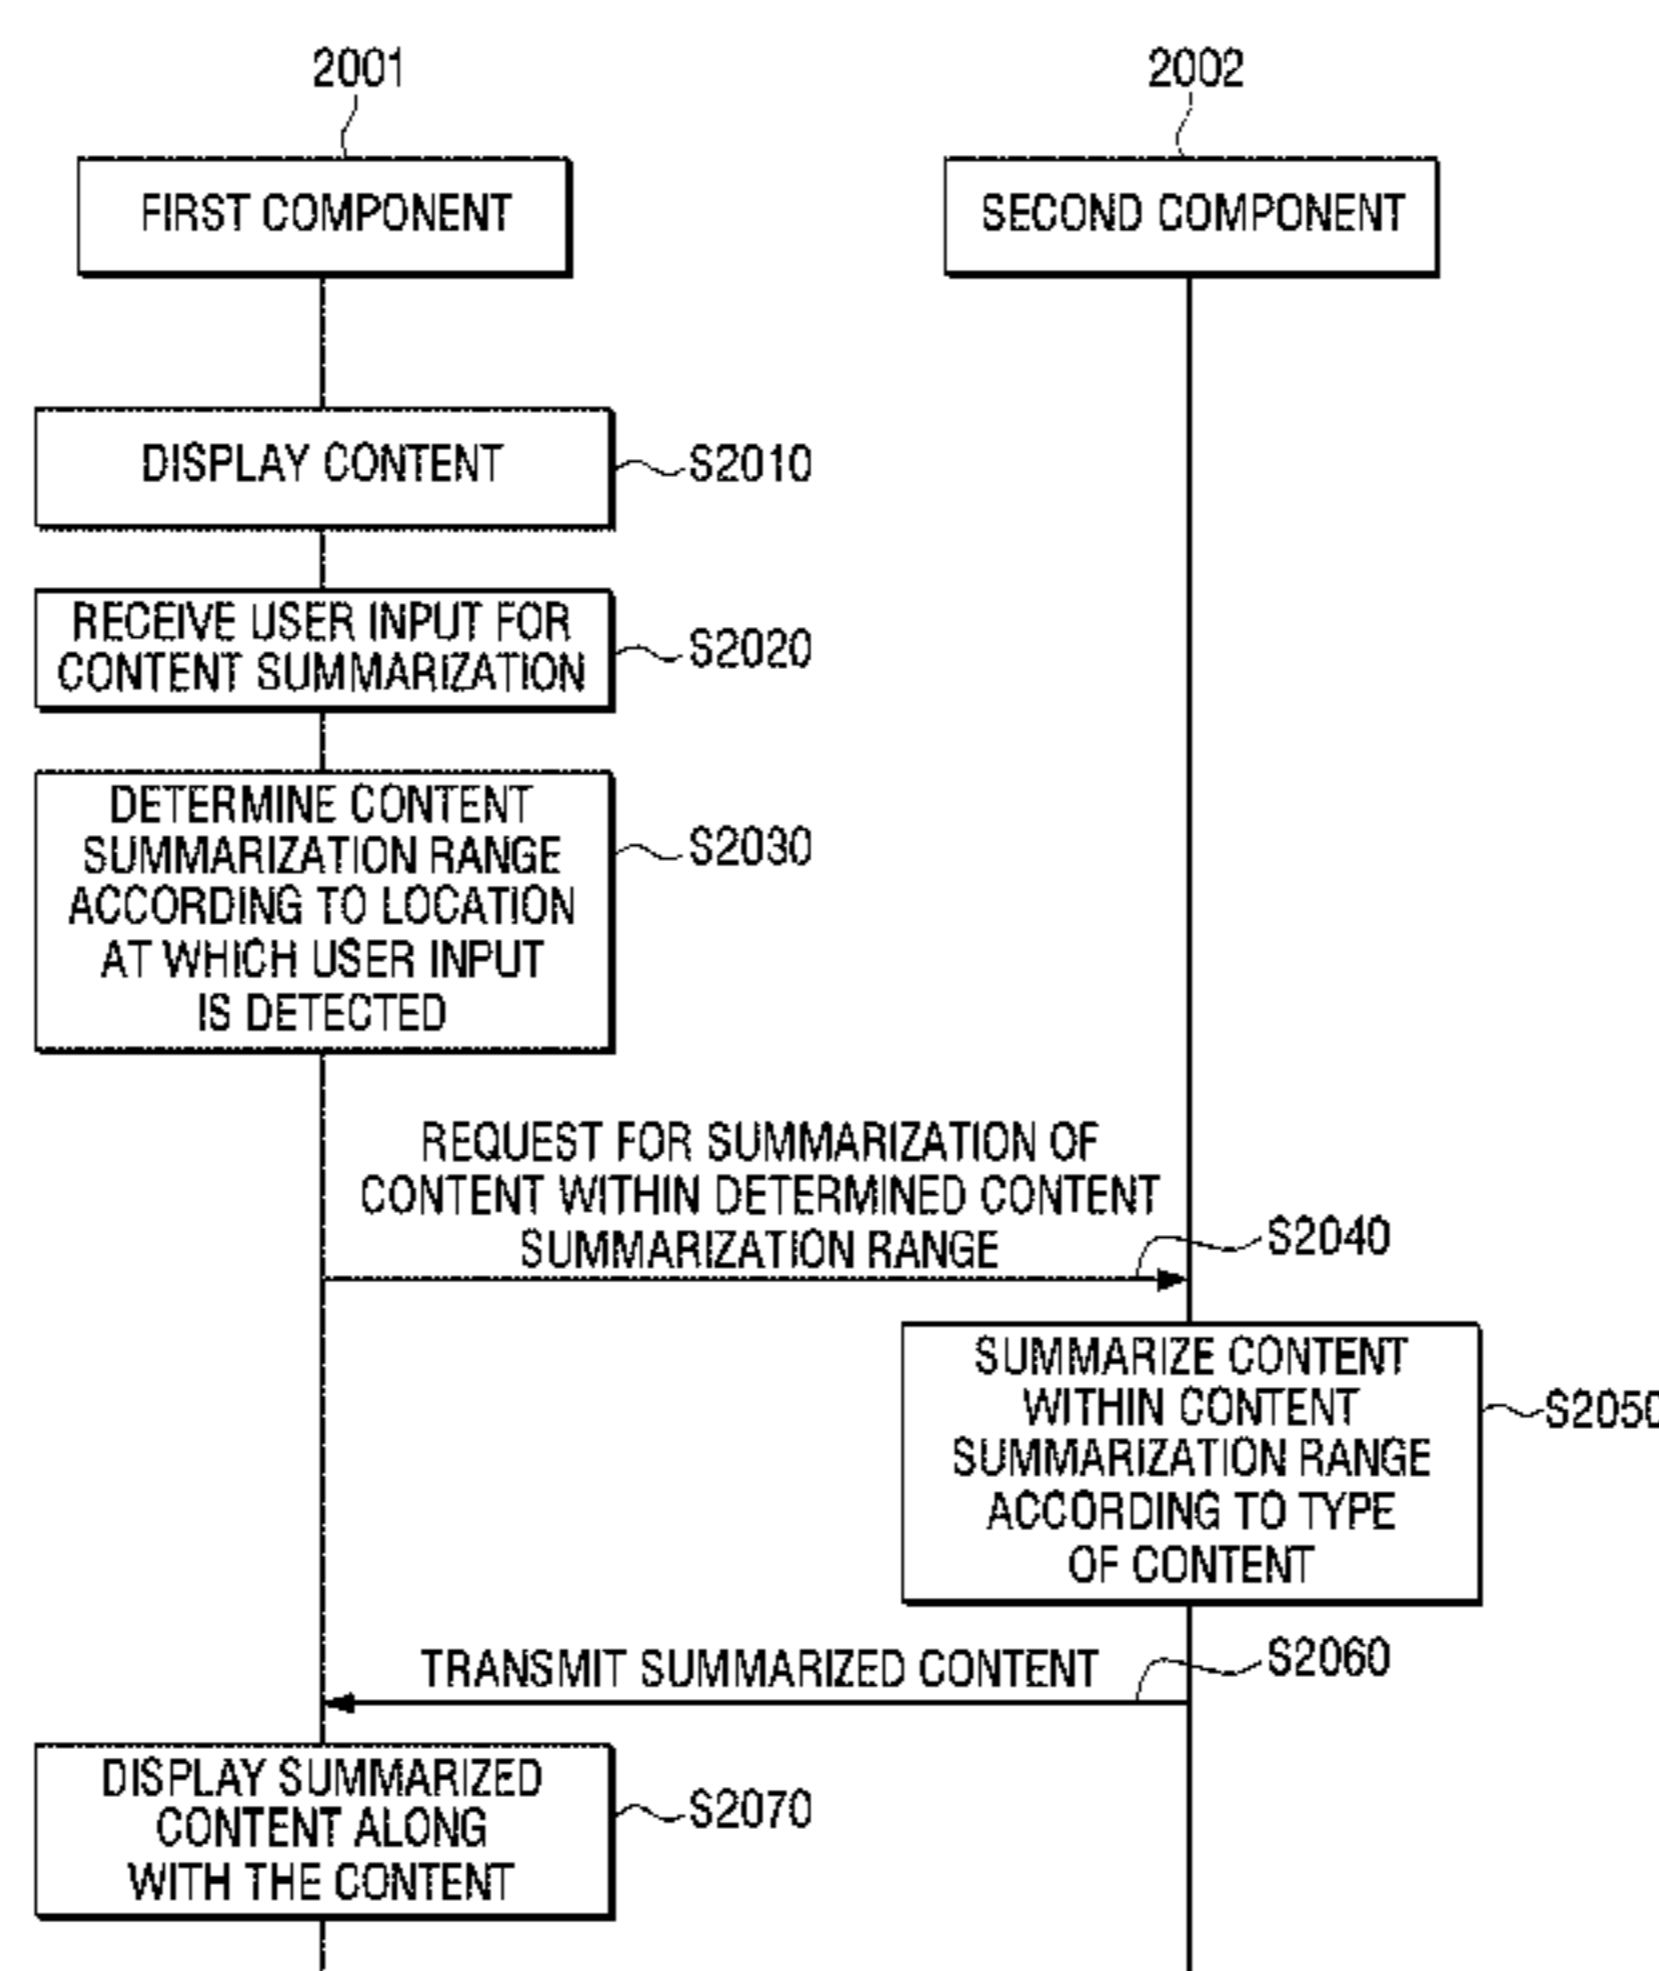 2001
2002
FIRST COMPONENT
SECOND COMPONENT
DISPLAY CONTENT
S2010
RECEIVE USER INPUT FOR
CONTENT SUMMARIZATION
S2020
DETERMINE CONTENT
SUMMARIZATION RANGE
ACCORDING TO LOCATION
AT WHICH USER INPUT
IS DETECTED
S2030
REQUEST FOR SUMMARIZATION OF
CONTENT WITHIN DETERMINED CONTENT
SUMMARIZATION RANGE
S2040
SUMMARIZE CONTENT
WITHIN CONTENT
SUMMARIZATION RANGE
ACCORDING TO TYPE
OF CONTENT
S2050
TRANSMIT SUMMARIZED CONTENT
S2060
DISPLAY SUMMARIZED
CONTENT ALONG
WITH THE CONTENT
S2070